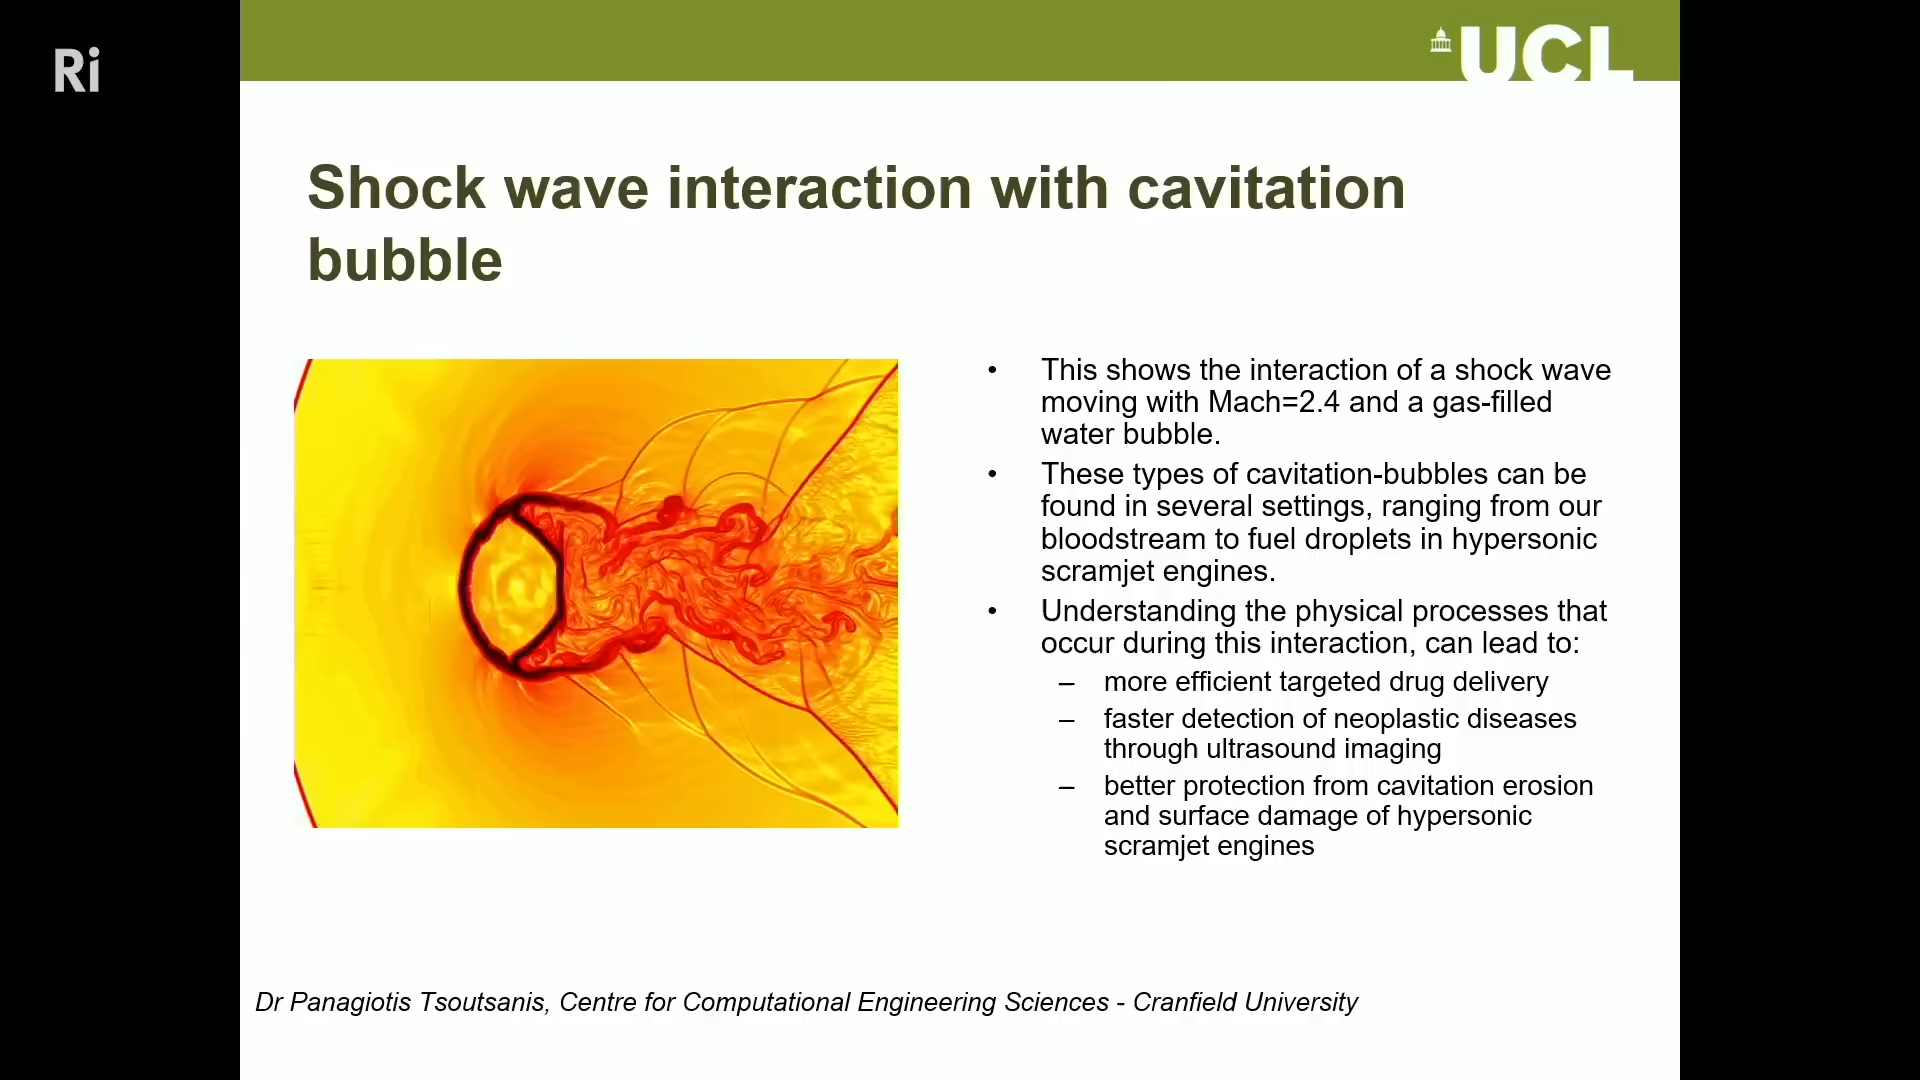 Ri
UCL
Shock wave interaction with cavitation
bubble
• This shows the interaction of a shock wave
moving with Mach=2.4 and a gas-filled
water bubble.
• These types of cavitation-bubbles can be
found in several settings, ranging from our
bloodstream to fuel droplets in hypersonic
scramjet engines.
• Understanding the physical processes that
occur during this interaction, can lead to:
– more efficient targeted drug delivery
– faster detection of neoplastic diseases
through ultrasound imaging
– better protection from cavitation erosion
and surface damage of hypersonic
scramjet engines
Dr Panagiotis Tsoutsanis, Centre for Computational Engineering Sciences - Cranfield University